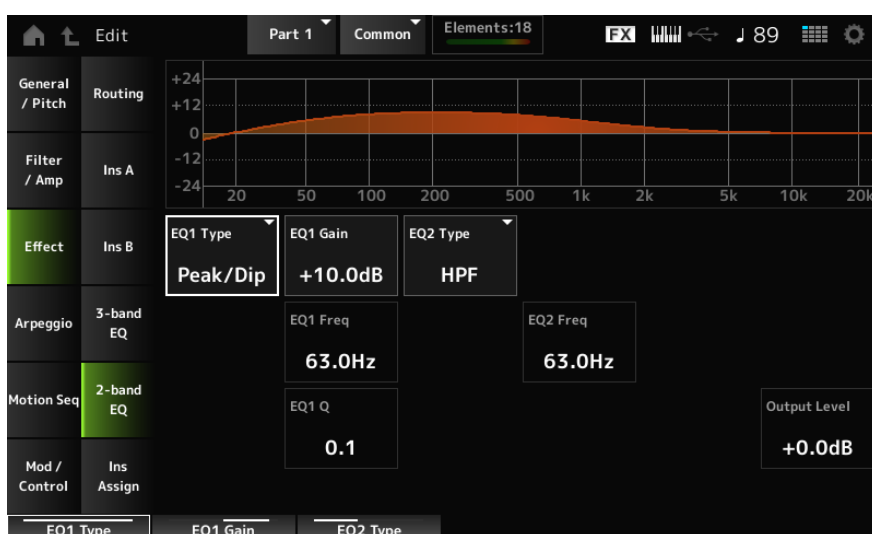 Edit
Part 1
Common
Elements:18
FX
♩ 89
General
/ Pitch
Routing
Filter
/ Amp
Ins A
Effect
Ins B
Arpeggio
3-band
EQ
Motion Seq
2-band
EQ
Mod /
Control
Ins
Assign
+24
+12
0
-12
-24
20 50 100 200 500 1k 2k 5k 10k 20k
EQ1 Type
Peak/Dip
EQ1 Gain
+10.0dB
EQ2 Type
HPF
EQ1 Freq
63.0Hz
EQ2 Freq
63.0Hz
EQ1 Q
0.1
Output Level
+0.0dB
EQ1 Type
EQ1 Gain
EQ2 Type